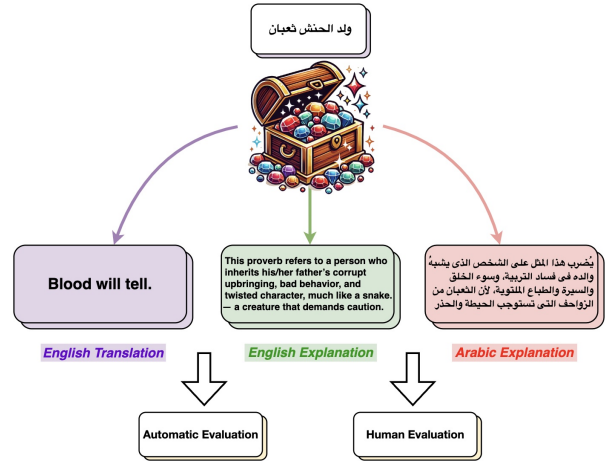 ولد الحنش ثعبان
Blood will tell.
This proverb refers to a person who
inherits his/her father's corrupt
upbringing, bad behavior, and
twisted character, much like a snake.
— a creature that demands caution.
يُضرب هذا المثل على الشخص الذى يشبهُ
والده فى فساد التربية، وسوء الخلق
والسيرة والطباع الملتوية، لأن الثعبان من
الزواحف التى تستوجب الحيطة والحذر
English Translation
English Explanation
Arabic Explanation
Automatic Evaluation
Human Evaluation